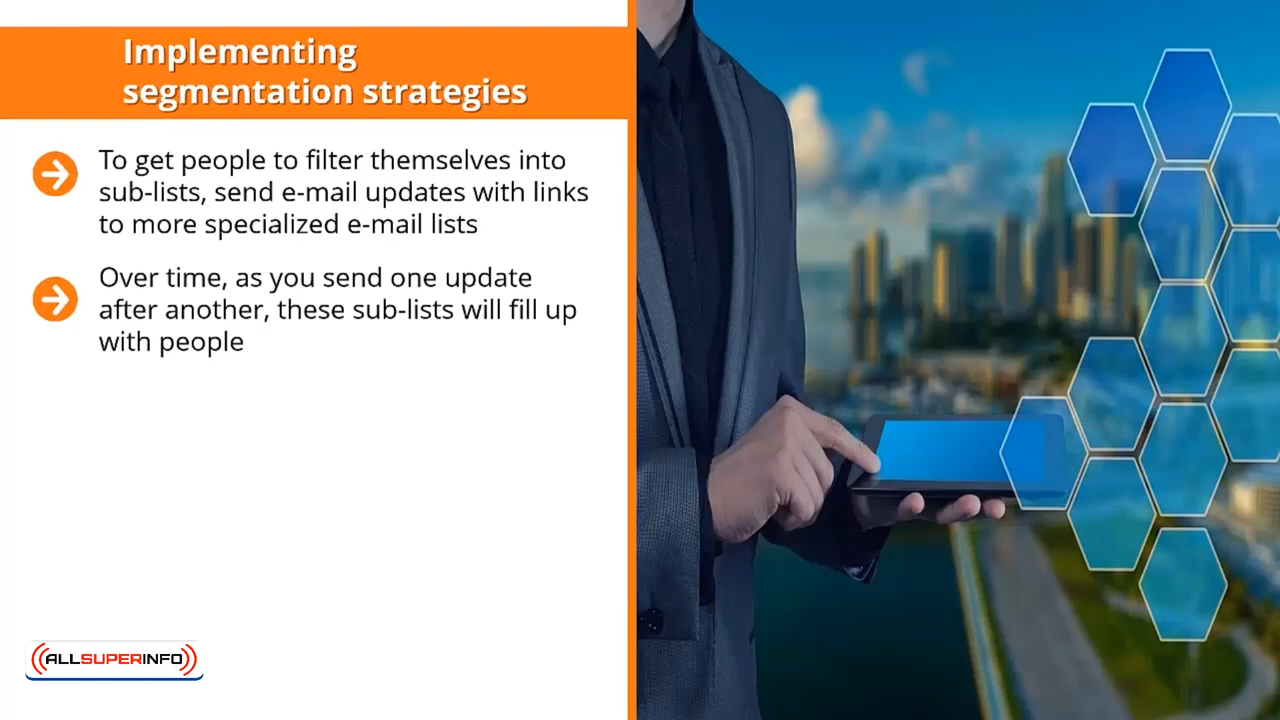 Implementing
segmentation strategies
To get people to filter themselves into
sub-lists, send e-mail updates with links
to more specialized e-mail lists
Over time, as you send one update
after another, these sub-lists will fill up
with people
ALLSUPERINFO